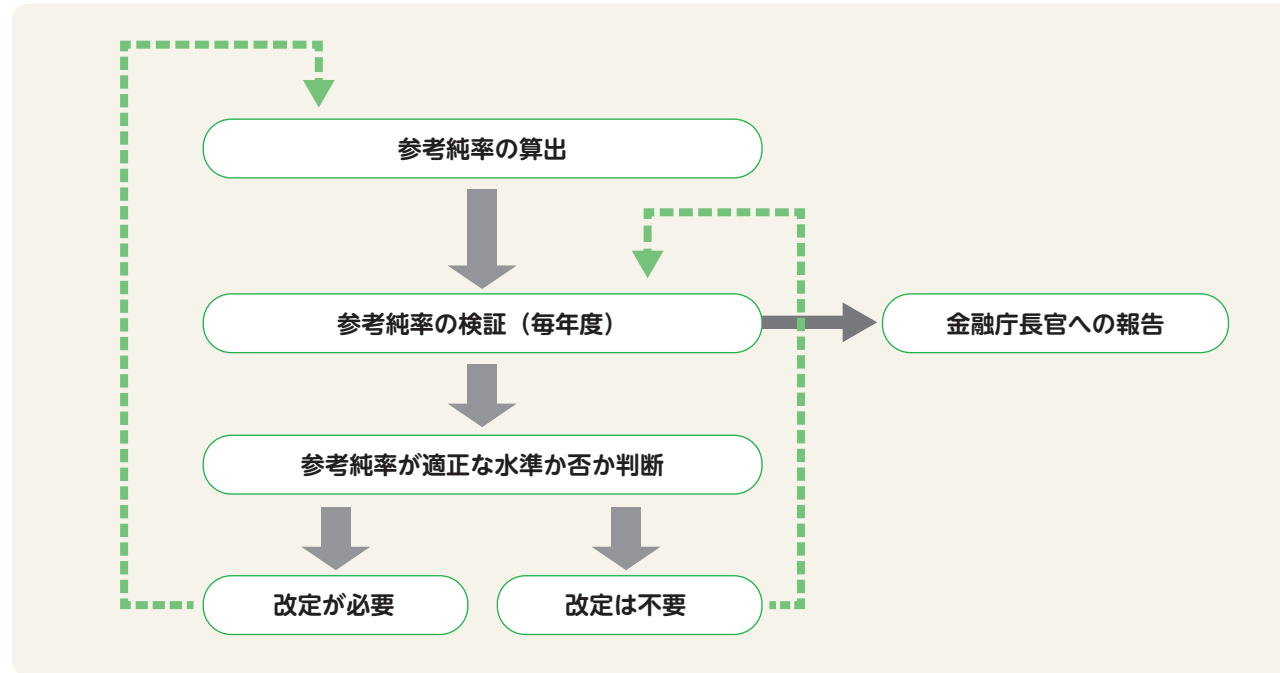 参考純率の算出
参考純率の検証（毎年度）
金融庁長官への報告
参考純率が適正な水準か否か判断
改定が必要
改定は不要